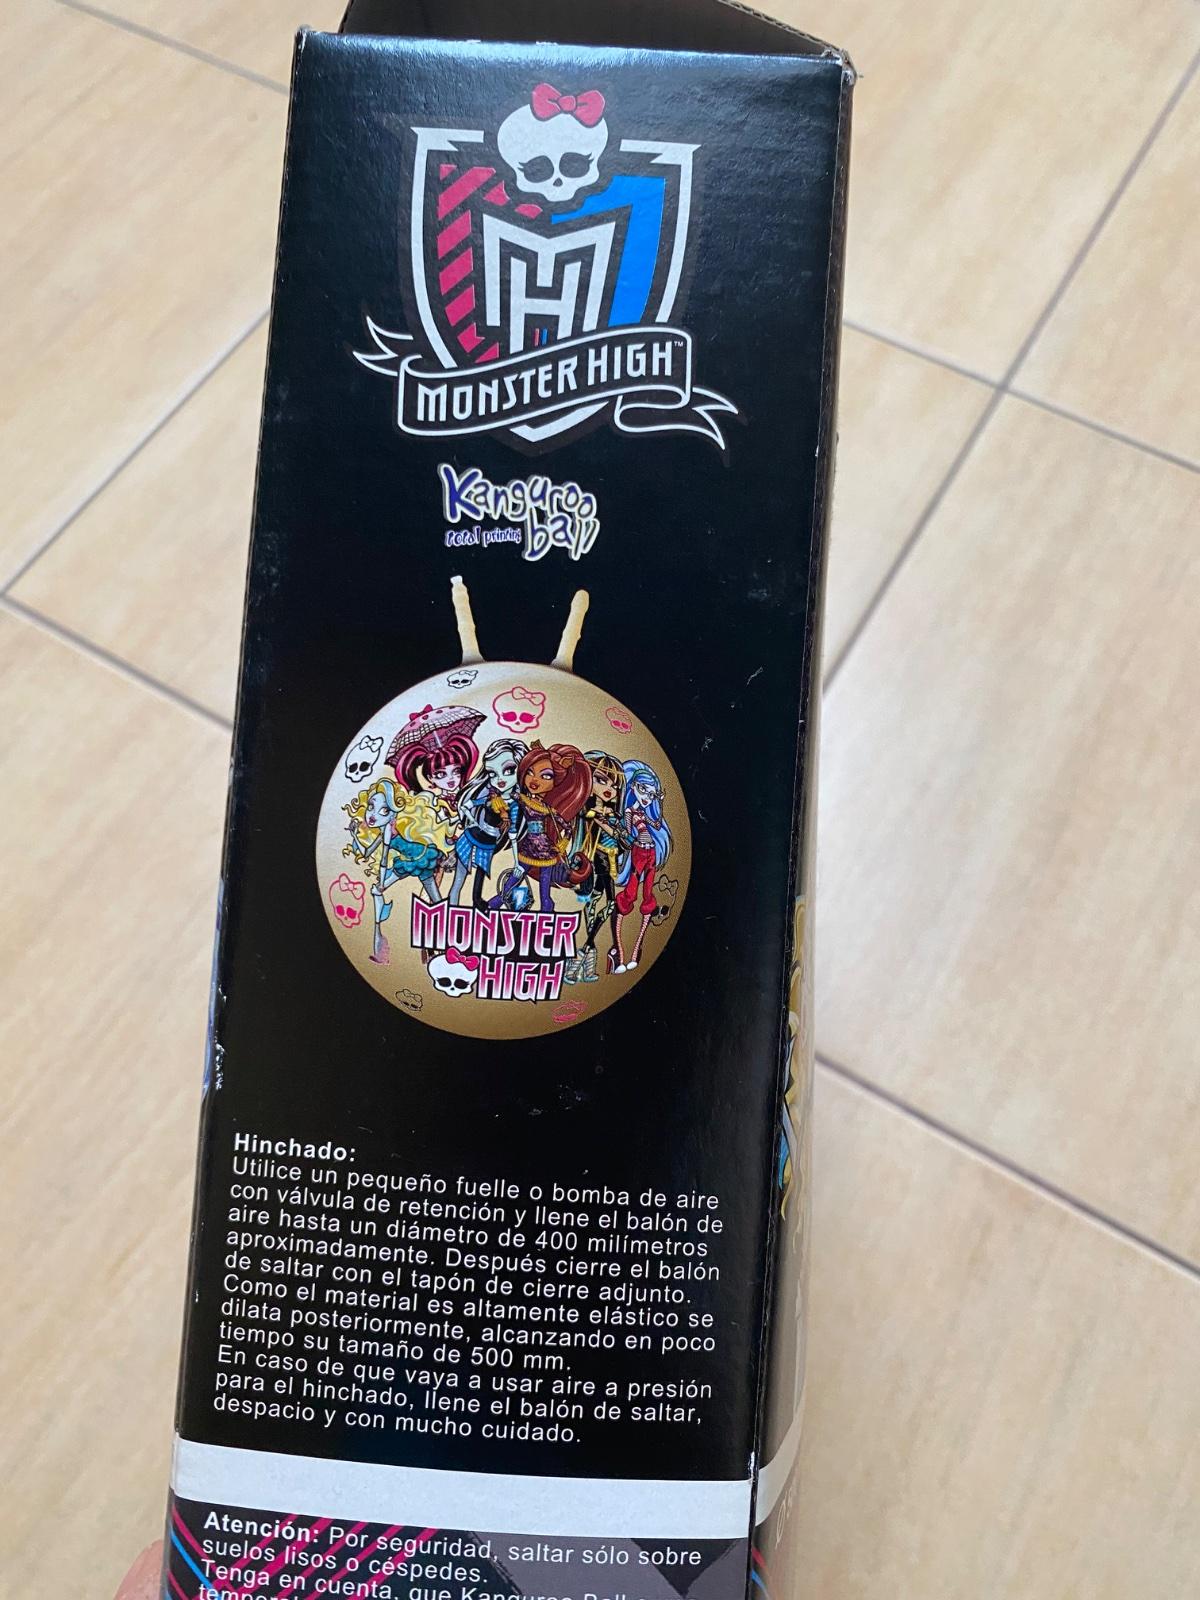 MONSTER HIGH™
Kanguroo
total printing ball
MONSTER
HIGH
Hinchado:
Utilice un pequeño fuelle o bomba de aire
con válvula de retención y llene el balón de
aire hasta un diámetro de 400 milímetros
aproximadamente. Después cierre el balón
de saltar con el tapón de cierre adjunto.
Como el material es altamente elástico se
dilata posteriormente, alcanzando en poco
tiempo su tamaño de 500 mm.
En caso de que vaya a usar aire a presión
para el hinchado, llene el balón de saltar,
despacio y con mucho cuidado.
Atención: Por seguridad, saltar sólo sobre
suelos lisos o céspedes.
Tenga en cuenta, que Kanguroo Ball